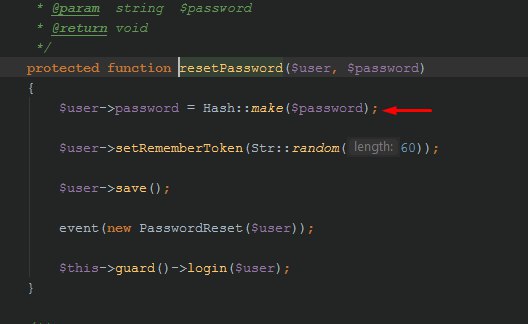 * @param  string  $password
* @return void
*/
protected function resetPassword($user, $password)
{
$user->password = Hash::make($password);
$user->setRememberToken(Str::random( length: 60));
$user->save();
event(new PasswordReset($user));
$this->guard()->login($user);
}